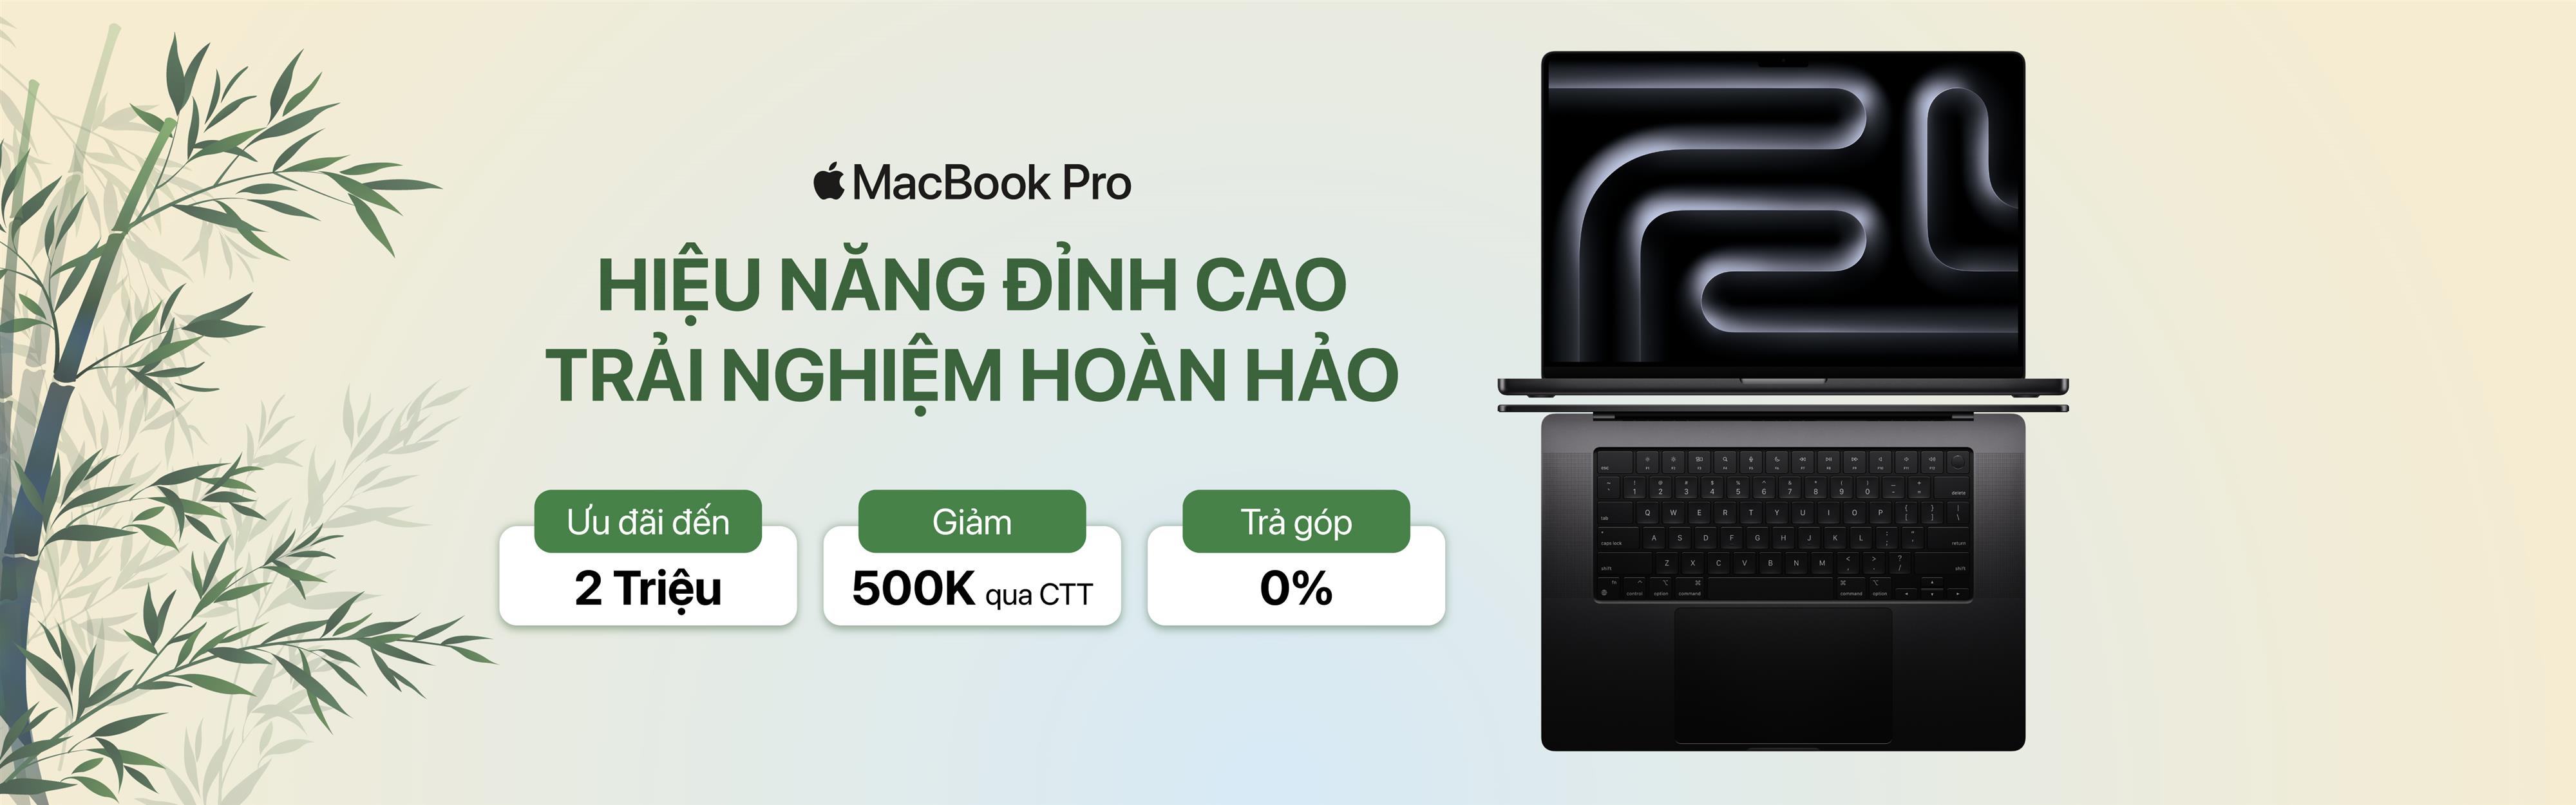 MacBook Pro
HIỆU NĂNG ĐỈNH CAO
TRẢI NGHIỆM HOÀN HẢO
Ưu đãi đến
2 Triệu
Giảm
500K qua CTT
Trả góp
0%